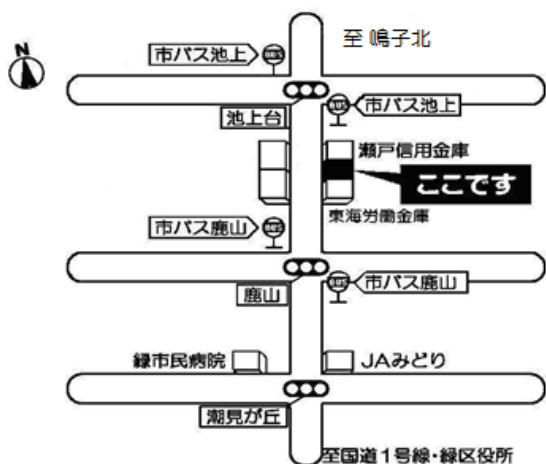 至 鳴子北
N
市バス池上
市バス池上
池上台
瀬戸信用金庫
ここです
東海労働金庫
市バス鹿山
市バス鹿山
鹿山
緑市民病院
JAみどり
潮見が丘
至国道1号線・緑区役所